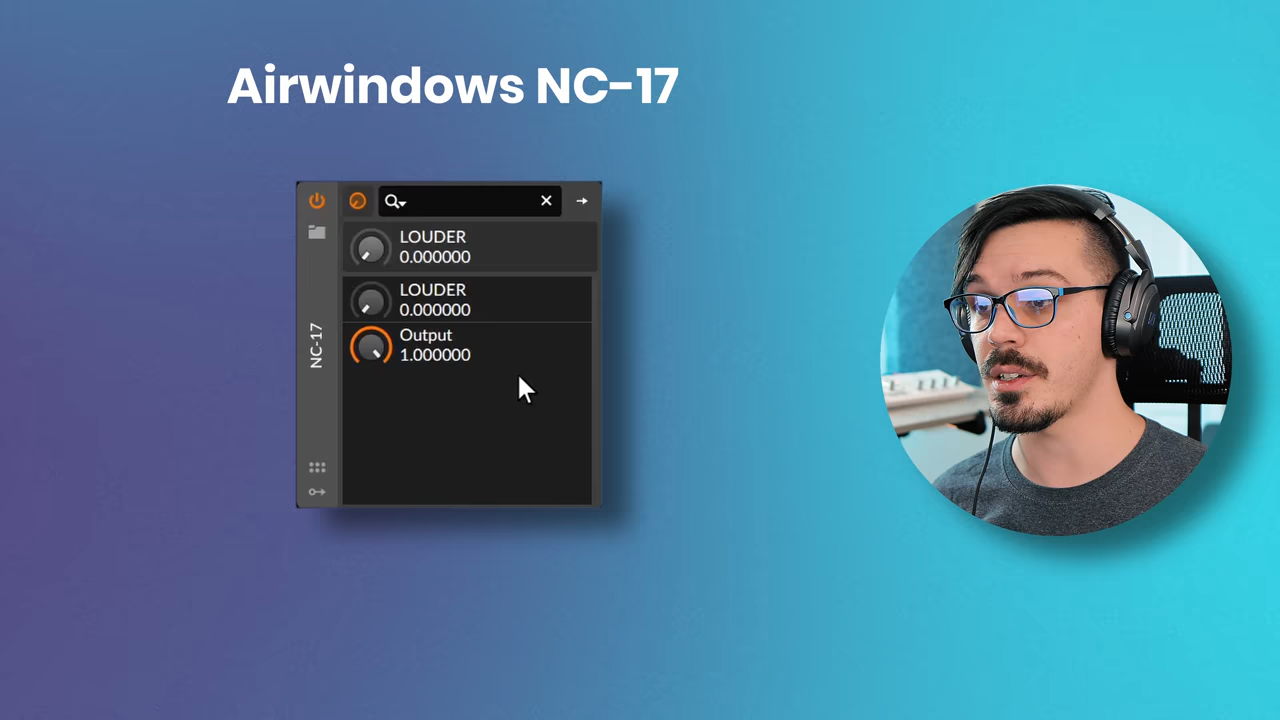 Airwindows NC-17
LOUDER
0.000000
LOUDER
0.000000
Output
1.000000
NC-17